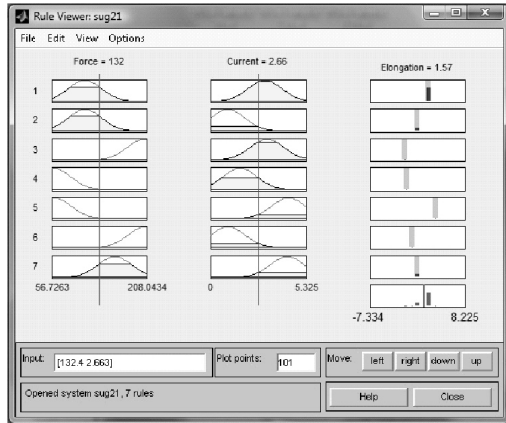 Rule Viewer: sug21
File Edit View Options
Force = 132
Current = 2.66
Elongation = 1.57
1
2
3
4
5
6
7
56.7263 208.0434
0 5.325
-7.334 8.225
Input: [132.4 2.663]
Plot points: 101
Move: left right down up
Opened system sug21, 7 rules
Help Close